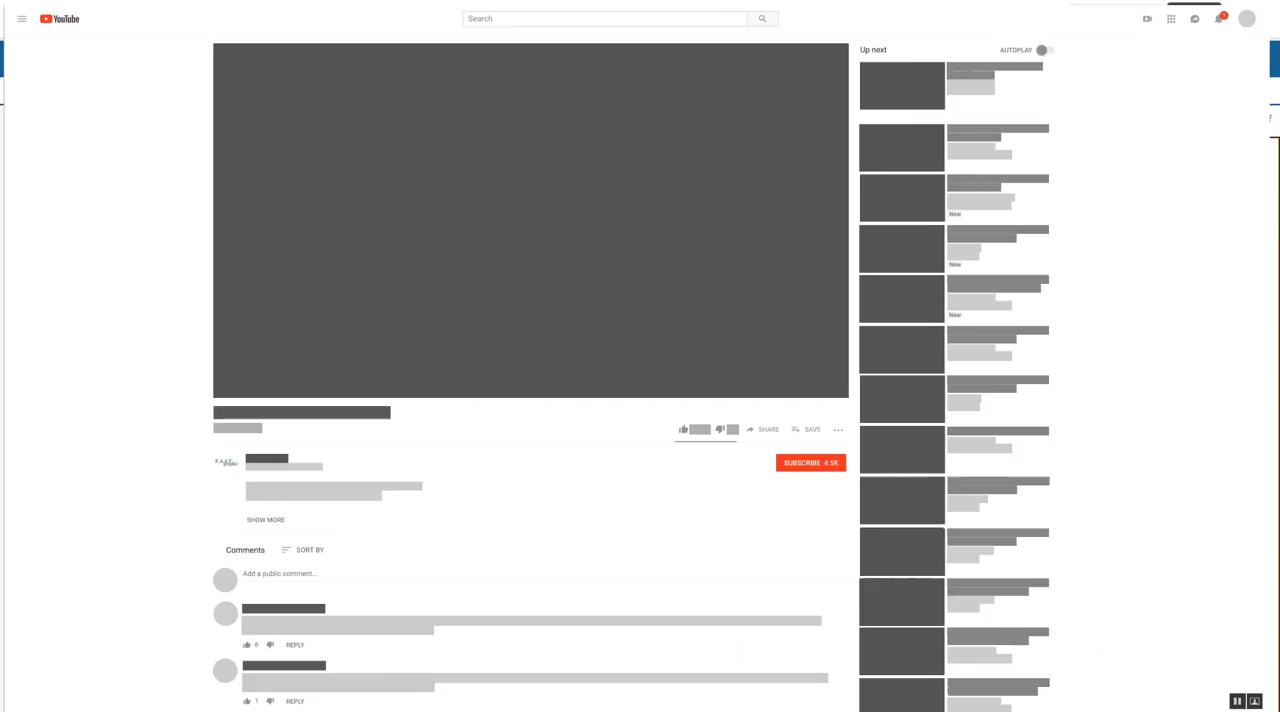 YouTube
Search
1
Up next
AUTOPLAY
New
New
New
SHARE
SAVE
SUBSCRIBE 4.5K
SHOW MORE
Comments
SORT BY
Add a public comment...
6
REPLY
1
REPLY
f